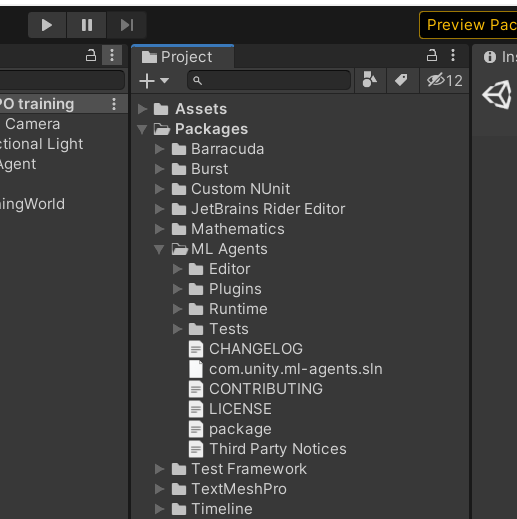 Preview Pac
Project
Ins
12
PO training
Camera
ctional Light
Agent
ningWorld
Assets
Packages
Barracuda
Burst
Custom NUnit
JetBrains Rider Editor
Mathematics
ML Agents
Editor
Plugins
Runtime
Tests
CHANGELOG
com.unity.ml-agents.sln
CONTRIBUTING
LICENSE
package
Third Party Notices
Test Framework
TextMeshPro
Timeline